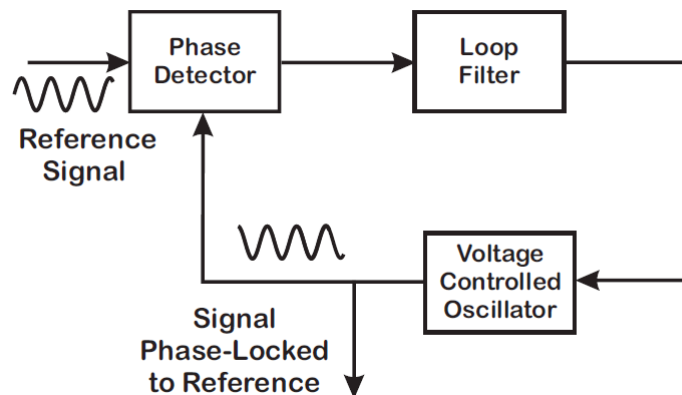 Phase
Detector
Loop
Filter
Reference
Signal
Voltage
Controlled
Oscillator
Signal
Phase-Locked
to Reference